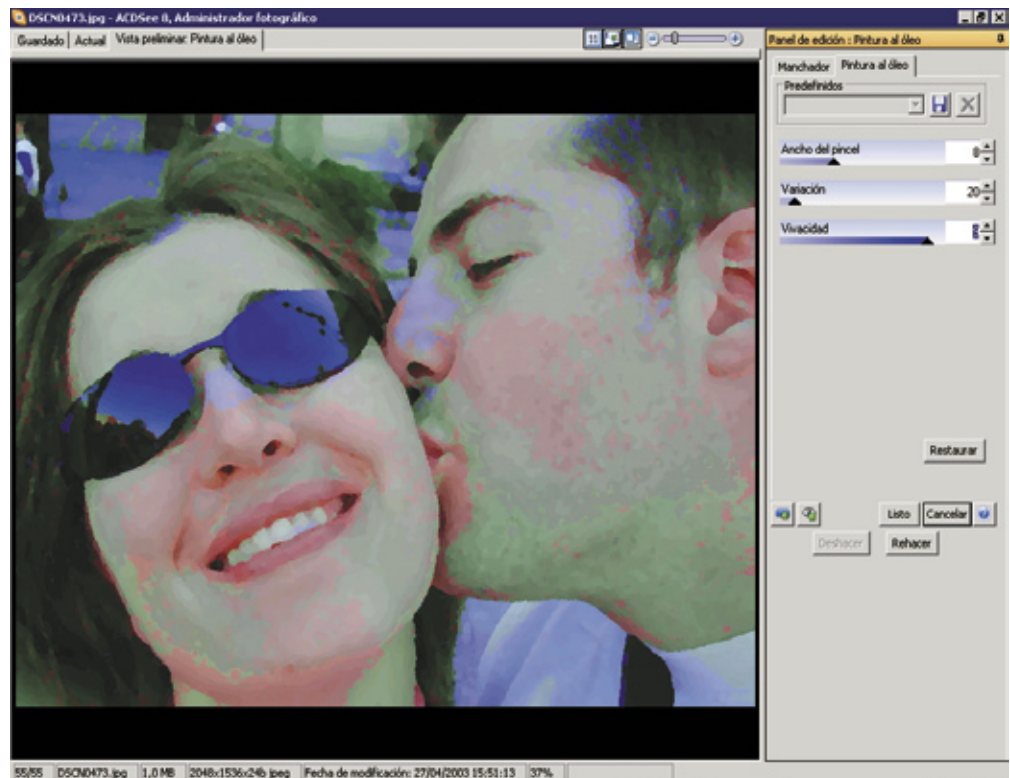 DSCN0473.jpg - ACDSee 8, Administrador fotográfico
Guardado Actual Vista preliminar: Pintura al óleo
Panel de edición : Pintura al óleo
Manchador Pintura al óleo
Predefinidos
Ancho del pincel 8
Variación 20
Vivacidad
Restaurar
Listo Cancelar
Deshacer Rehacer
55/55 DSCN0473.jpg 1,0 MB 2048x1536x24b jpeg Fecha de modificación: 27/04/2003 15:51:13 37%